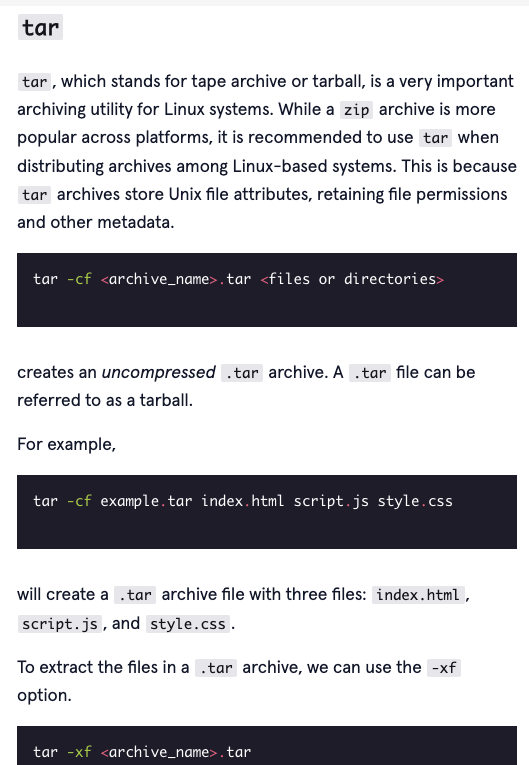 tar
tar, which stands for tape archive or tarball, is a very important
archiving utility for Linux systems. While a zip archive is more
popular across platforms, it is recommended to use tar when
distributing archives among Linux-based systems. This is because
tar archives store Unix file attributes, retaining file permissions
and other metadata.
tar -cf <archive_name>.tar <files or directories>
creates an uncompressed .tar archive. A .tar file can be
referred to as a tarball.
For example,
tar -cf example.tar index.html script.js style.css
will create a .tar archive file with three files: index.html,
script.js, and style.css.
To extract the files in a .tar archive, we can use the -xf
option.
tar -xf <archive_name>.tar